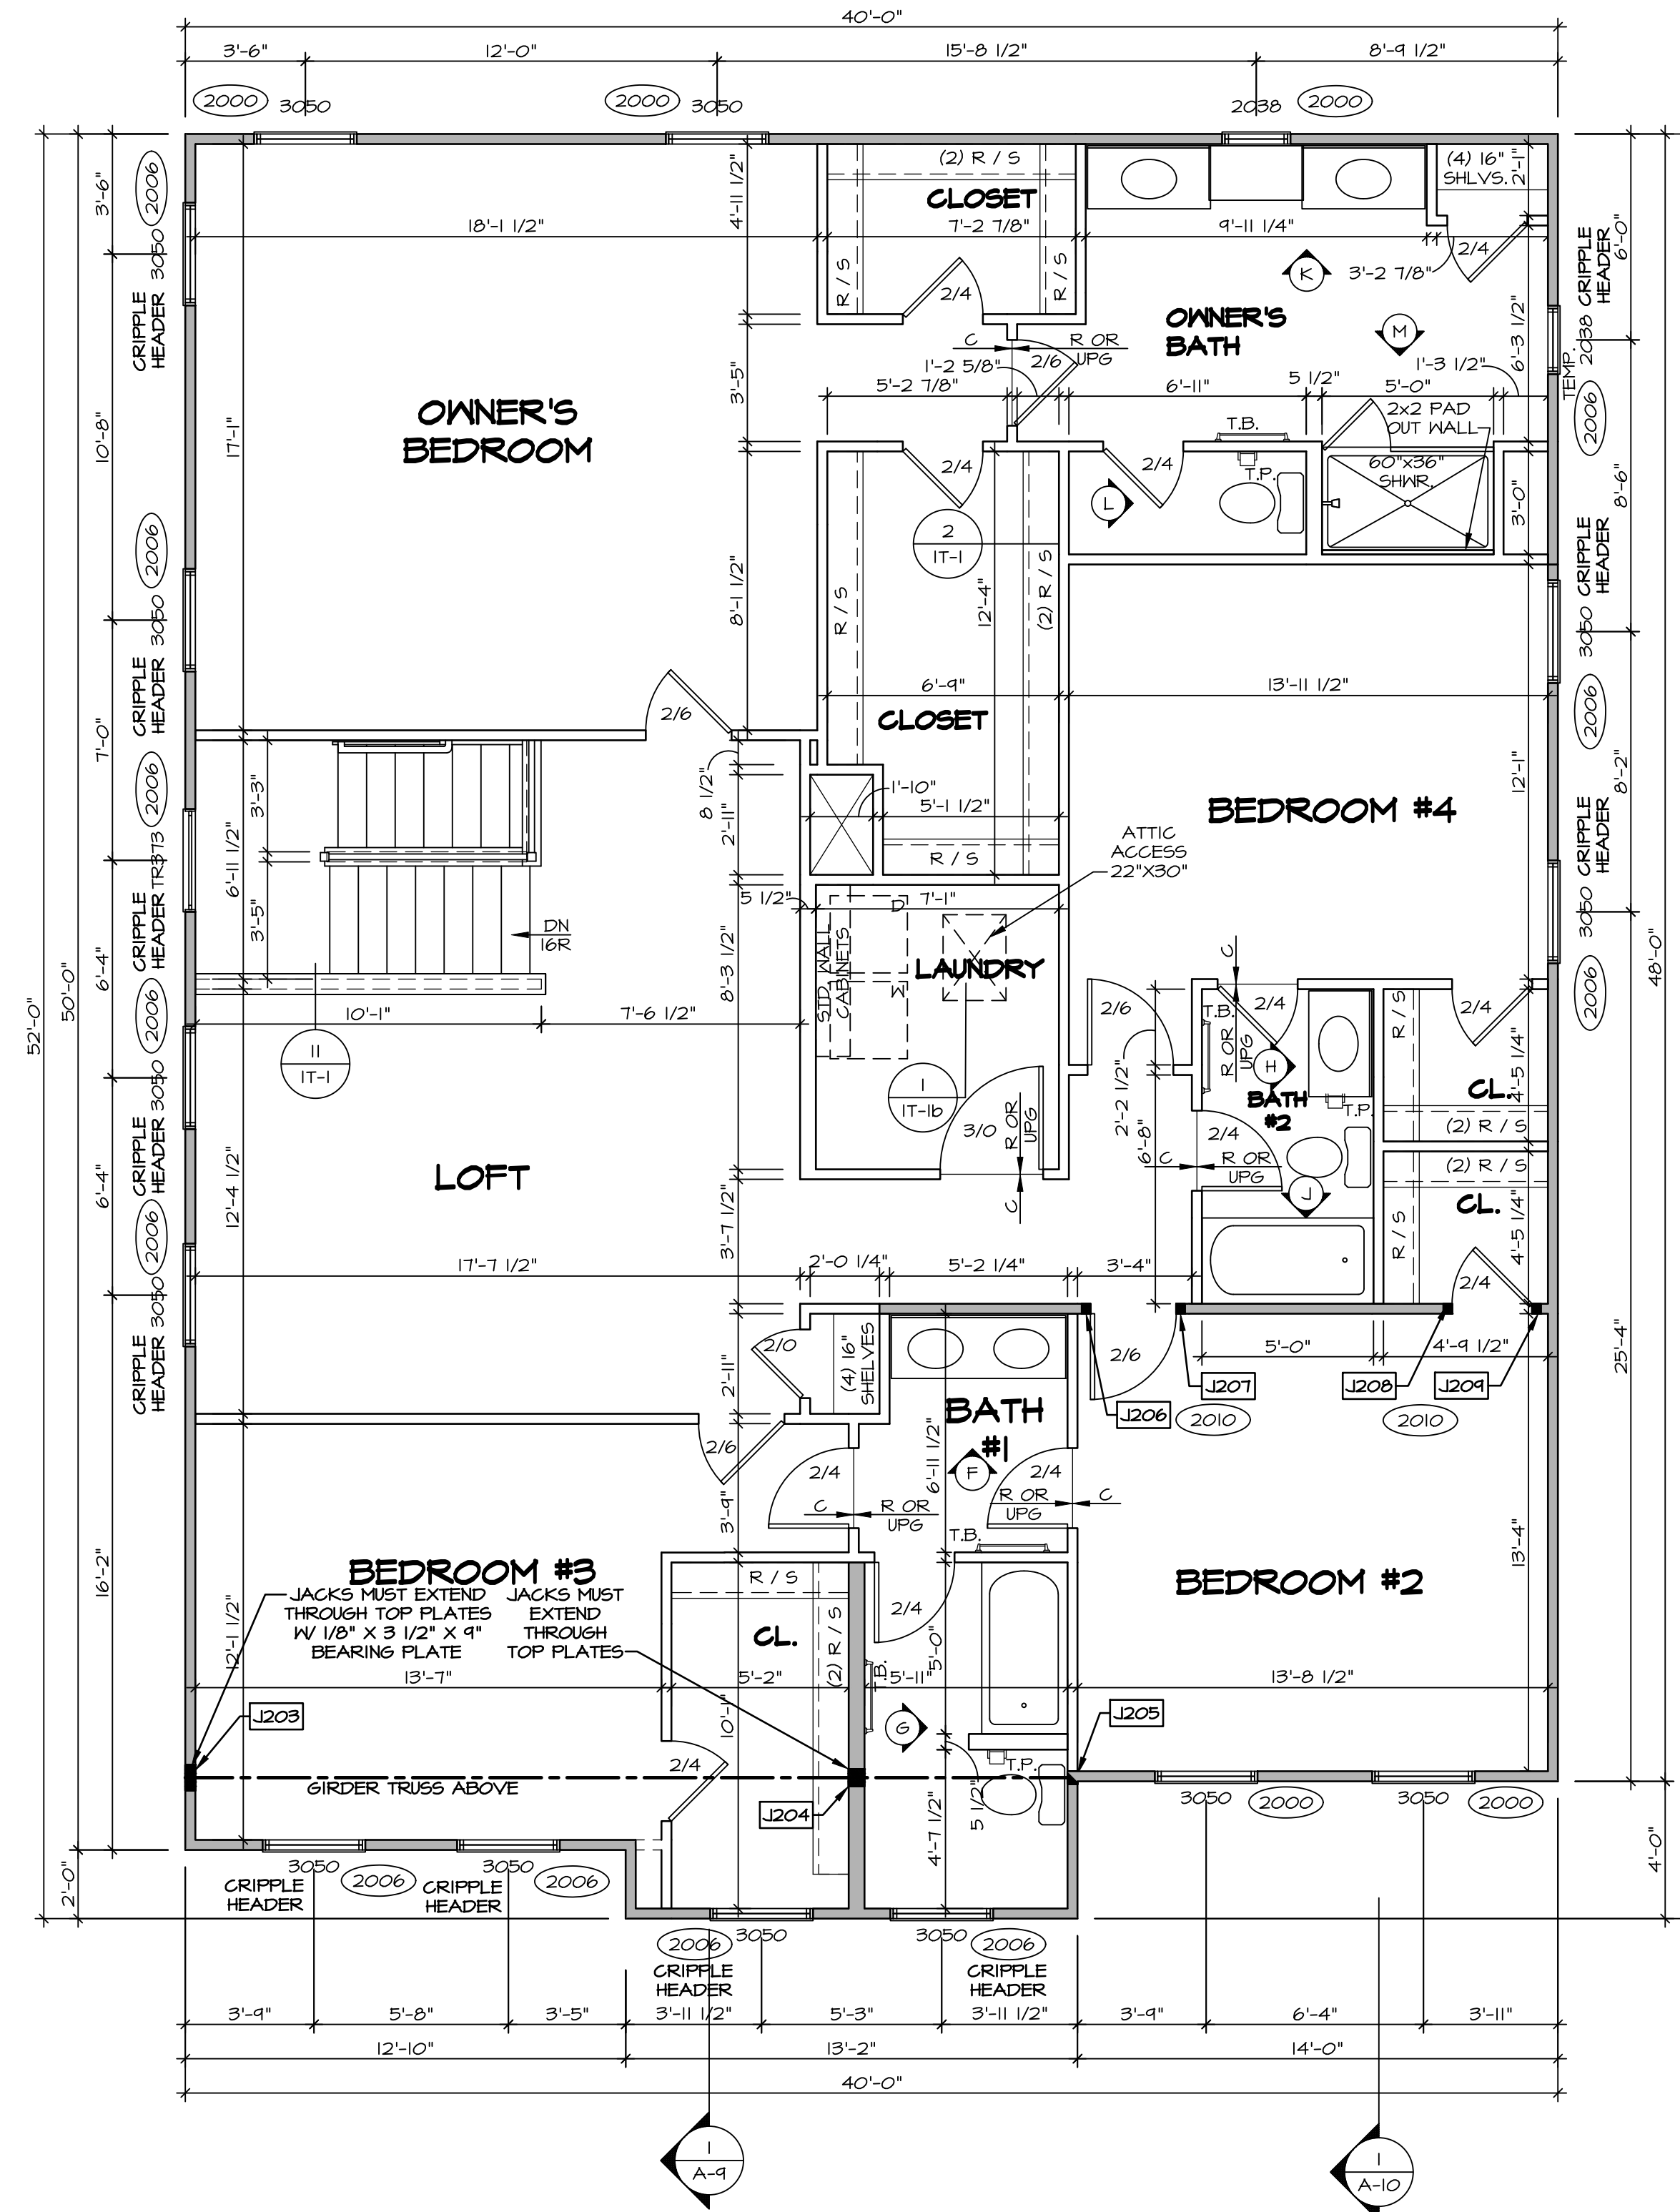 40'-0"
3'-6" 12'-0" 15'-8 1/2" 8'-9 1/2"
2000 3050 2000 3050 2038 2000
52'-0"
50'-0"
3'-6"
10'-8"
7'-0"
6'-4"
6'-4"
16'-2"
2'-0"
2006
3050
CRIPPLE
HEADER
2006
3050
CRIPPLE
HEADER
2006
TR373
CRIPPLE
HEADER
2006
3050
CRIPPLE
HEADER
2006
3050
CRIPPLE
HEADER
18'-1 1/2"
17'-1"
4'-11 1/2"
3'-5"
8'-1 1/2"
OWNER'S
BEDROOM
2/6
(2) R / S
CLOSET
7'-2 7/8"
R / S
R / S
2/4
9'-11 1/4"
(4) 16"
SHLVS.
2'-1"
2/4
3'-2 7/8"
K
M
OWNER'S
BATH
C
R OR
UPG
2/6
1'-2 5/8"
5'-2 7/8"
6'-11"
5 1/2"
5'-0"
1'-3 1/2"
6'-3 1/2"
2x2 PAD
OUT WALL
60"x36"
SHWR.
T.B.
T.P.
2/4
L
3'-0"
2/4
2
IT-1
R / S
12'-4"
(2) R / S
6'-9"
CLOSET
13'-11 1/2"
12'-1"
BEDROOM #4
8 1/2"
2'-11"
1'-10"
5'-1 1/2"
R / S
ATTIC
ACCESS
22"X30"
3'-3"
6'-11 1/2"
3'-5"
DN
16R
10'-1"
7'-6 1/2"
11
IT-1
5 1/2"
D
7'-1"
STD WALL
CABINETS
W
LAUNDRY
8'-3 1/2"
1
IT-1b
3/0
R OR
UPG
C
LOFT
12'-4 1/2"
3'-7 1/2"
17'-7 1/2"
2'-0 1/4"
5'-2 1/4"
3'-4"
2/6
2'-2 1/2"
6'-8"
C
2/4
T.B.
R OR
UPG
H
BATH
#2
T.P.
2/4
C
R OR
UPG
J
R / S
2/4
4'-5 1/4"
CL.
(2) R / S
(2) R / S
CL.
R / S
4'-5 1/4"
2/4
5'-0"
4'-9 1/2"
2/6
J206
J207
J208
J209
2010
2010
2/0
(4) 16"
SHELVES
2'-11"
2/6
BATH
#1
6'-11 1/2"
F
2/4
C
R OR
UPG
2/4
R OR
UPG
C
T.B.
3'-9"
BEDROOM #3
12'-1 1/2"
JACKS MUST EXTEND
THROUGH TOP PLATES
W/ 1/8" X 3 1/2" X 9"
BEARING PLATE
JACKS MUST
EXTEND
THROUGH
TOP PLATES
13'-7"
J203
GIRDER TRUSS ABOVE
R / S
CL.
(2) R / S
5'-2"
10'-1"
2/4
J204
2/4
5'-0"
T.B.
5'-11"
G
T.P.
5 1/2"
4'-7 1/2"
J205
BEDROOM #2
13'-4"
13'-8 1/2"
6'-0"
8'-6"
8'-2"
25'-4"
48'-0"
4'-0"
CRIPPLE
HEADER
2038
TEMP.
2006
CRIPPLE
HEADER
3050
2006
CRIPPLE
HEADER
3050
2006
3050 2006 3050 2006
CRIPPLE
HEADER
CRIPPLE
HEADER
2006 3050 3050 2006
CRIPPLE
HEADER
CRIPPLE
HEADER
3050 2000 3050 2000
3'-9" 5'-8" 3'-5" 3'-11 1/2" 5'-3" 3'-11 1/2" 3'-9" 6'-4" 3'-11"
12'-10" 13'-2" 14'-0"
40'-0"
1
A-9
1
A-10